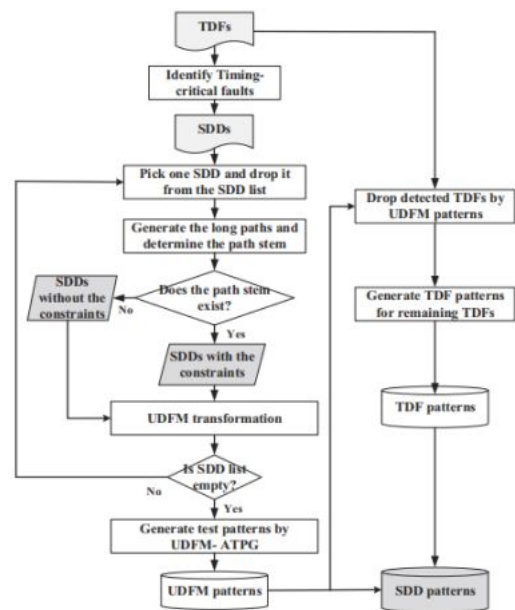 TDFs
Identify Timing-
critical faults
SDDs
Pick one SDD and drop it
from the SDD list
Generate the long paths and
determine the path stem
Does the path stem
exist?
No
SDDs
without the
constraints
Yes
SDDs with the
constraints
UDFM transformation
Is SDD list
empty?
No
Yes
Generate test patterns by
UDFM- ATPG
UDFM patterns
Drop detected TDFs by
UDFM patterns
Generate TDF patterns
for remaining TDFs
TDF patterns
SDD patterns